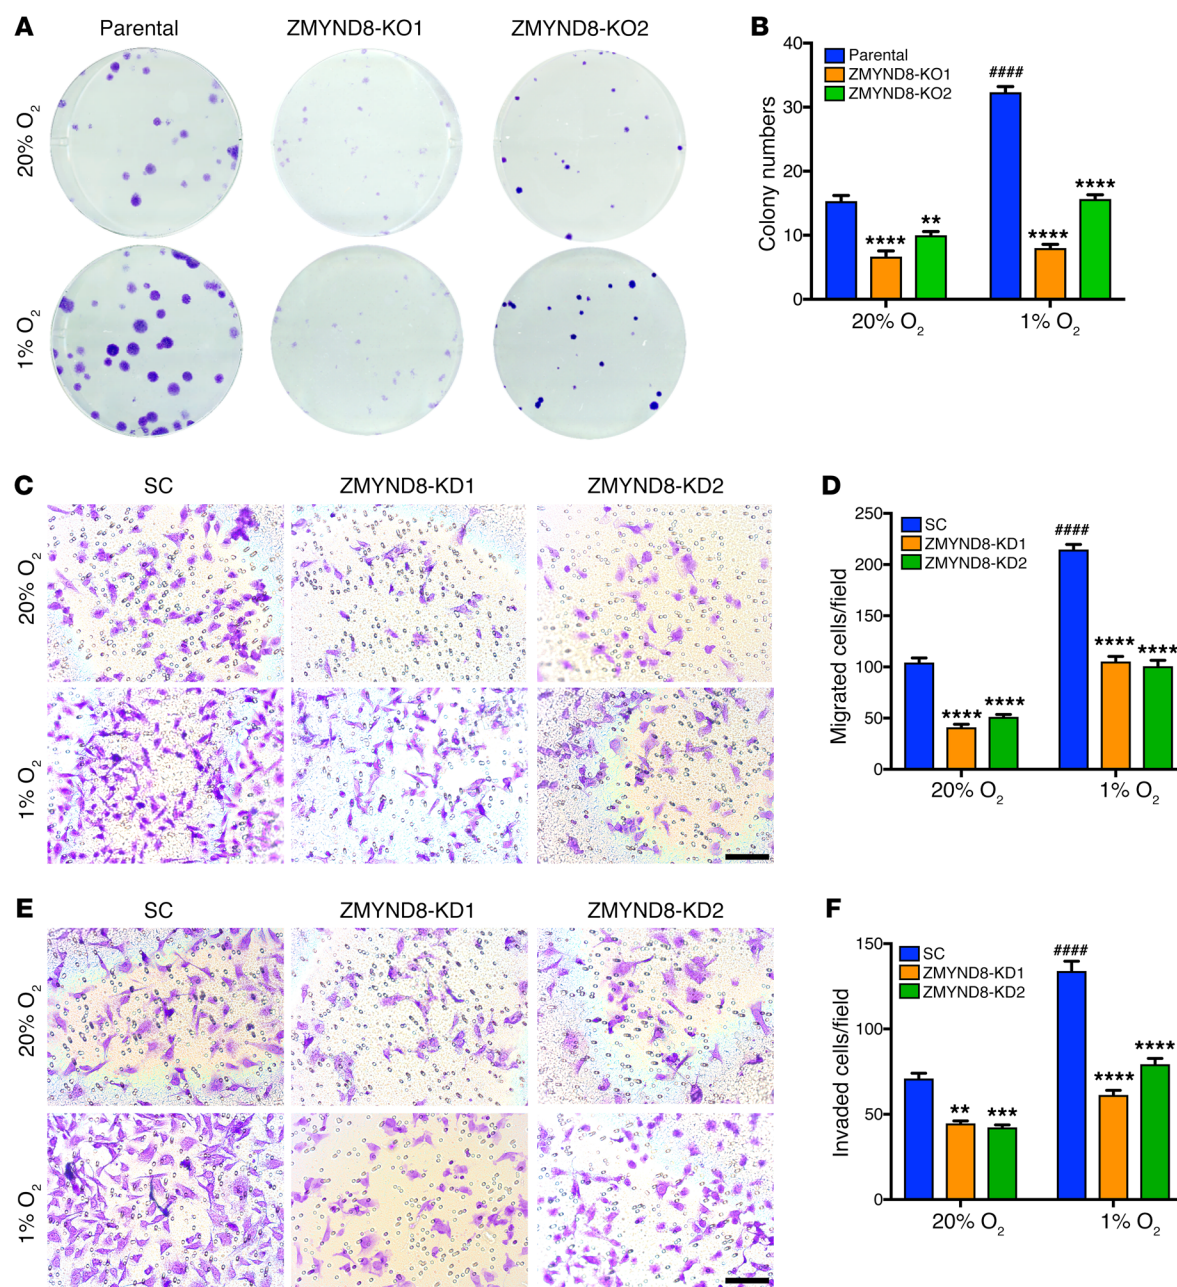 A
Parental
ZMYND8-KO1
ZMYND8-KO2
20% O2
1% O2
B
Parental
ZMYND8-KO1
ZMYND8-KO2
Colony numbers
40
30
20
10
0
****
**
####
****
****
20% O2
1% O2
C
SC
ZMYND8-KD1
ZMYND8-KD2
20% O2
1% O2
D
SC
ZMYND8-KD1
ZMYND8-KD2
Migrated cells/field
250
200
150
100
50
0
****
****
####
****
****
20% O2
1% O2
E
SC
ZMYND8-KD1
ZMYND8-KD2
20% O2
1% O2
F
SC
ZMYND8-KD1
ZMYND8-KD2
Invaded cells/field
150
100
50
0
**
***
####
****
****
20% O2
1% O2